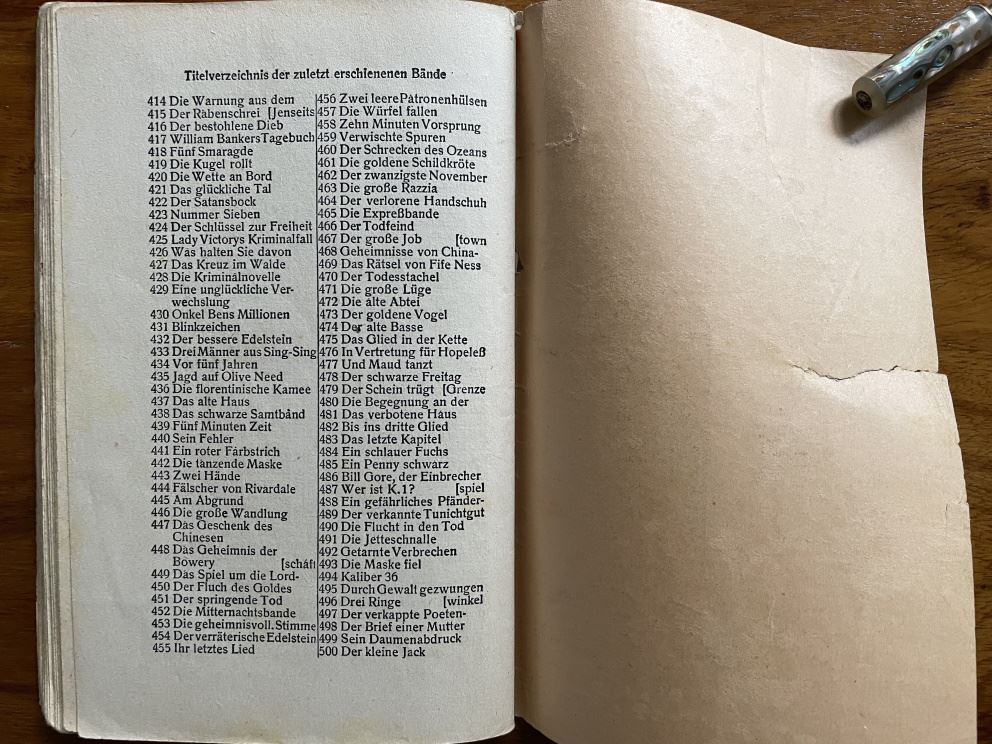 Titelverzeichnis der zuletzt erschienenen Bände
414 Die Warnung aus dem
415 Der Rabenschrei [Jenseits
416 Der bestohlene Dieb
417 William Bankers Tagebuch
418 Fünf Smaragde
419 Die Kugel rollt
420 Die Wette an Bord
421 Das glückliche Tal
422 Der Satansbock
423 Nummer Sieben
424 Der Schlüssel zur Freiheit
425 Lady Victorys Kriminalfall
426 Was halten Sie davon
427 Das Kreuz im Walde
428 Die Kriminalnovelle
429 Eine unglückliche Ver-
wechslung
430 Onkel Bens Millionen
431 Blinkzeichen
432 Der bessere Edelstein
433 Drei Männer aus Sing-Sing
434 Vor fünf Jahren
435 Jagd auf Olive Need
436 Die florentinische Kamee
437 Das alte Haus
438 Das schwarze Samtband
439 Fünf Minuten Zeit
440 Sein Fehler
441 Ein roter Farbstrich
442 Die tanzende Maske
443 Zwei Hände
444 Fälscher von Rivardale
445 Am Abgrund
446 Die große Wandlung
447 Das Geschenk des
Chinesen
448 Das Geheimnis der
Bowery [schaft
449 Das Spiel um die Lord-
450 Der Fluch des Goldes
451 Der springende Tod
452 Die Mitternachtsbande
453 Die geheimnisvoll. Stimme
454 Der verräterische Edelstein
455 Ihr letztes Lied
456 Zwei leere Patronenhülsen
457 Die Würfel fallen
458 Zehn Minuten Vorsprung
459 Verwischte Spuren
460 Der Schrecken des Ozeans
461 Die goldene Schildkröte
462 Der zwanzigste November
463 Die große Razzia
464 Der verlorene Handschuh
465 Die Expreßbande
466 Der Todfeind
467 Der große Job [town
468 Geheimnisse von China-
469 Das Rätsel von Fife Ness
470 Der Todesstachel
471 Die große Lüge
472 Die alte Abtei
473 Der goldene Vogel
474 Der alte Basse
475 Das Glied in der Kette
476 In Vertretung für Hopeleß
477 Und Maud tanzt
478 Der schwarze Freitag
479 Der Schein trügt [Grenze
480 Die Begegnung an der
481 Das verbotene Haus
482 Bis ins dritte Glied
483 Das letzte Kapitel
484 Ein schlauer Fuchs
485 Ein Penny schwarz
486 Bill Gore, der Einbrecher
487 Wer ist K.1? [spiel
488 Ein gefährliches Pfänder-
489 Der verkannte Tunichtgut
490 Die Flucht in den Tod
491 Die Jetteschnalle
492 Getarnte Verbrechen
493 Die Maske fiel
494 Kaliber 36
495 Durch Gewalt gezwungen
496 Drei Ringe [winkel
497 Der verkappte Poeten-
498 Der Brief einer Mutter
499 Sein Daumenabdruck
500 Der kleine Jack